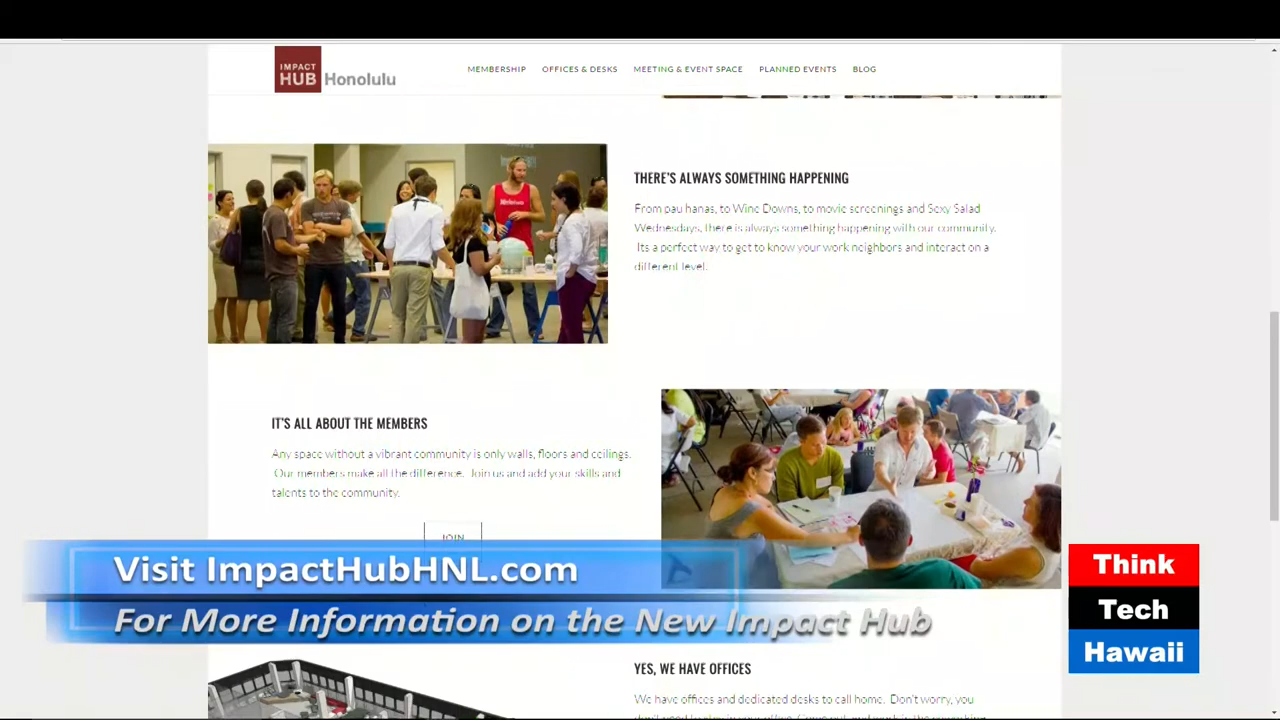 IMPACT
HUB Honolulu
MEMBERSHIP OFFICES & DESKS MEETING & EVENT SPACE PLANNED EVENTS BLOG
THERE'S ALWAYS SOMETHING HAPPENING
From pau hanas, to Wine Downs, to movie screenings and Sexy Salad
Wednesdays, there is always something happening with our community.
Its a perfect way to get to know your work neighbors and interact on a
different level.
IT'S ALL ABOUT THE MEMBERS
Any space without a vibrant community is only walls, floors and ceilings.
Our members make all the difference. Join us and add your skills and
talents to the community.
JOIN
Visit ImpactHubHNL.com
For More Information on the New Impact Hub
Think
Tech
Hawaii
YES, WE HAVE OFFICES
We have offices and dedicated desks to call home. Don't worry, you